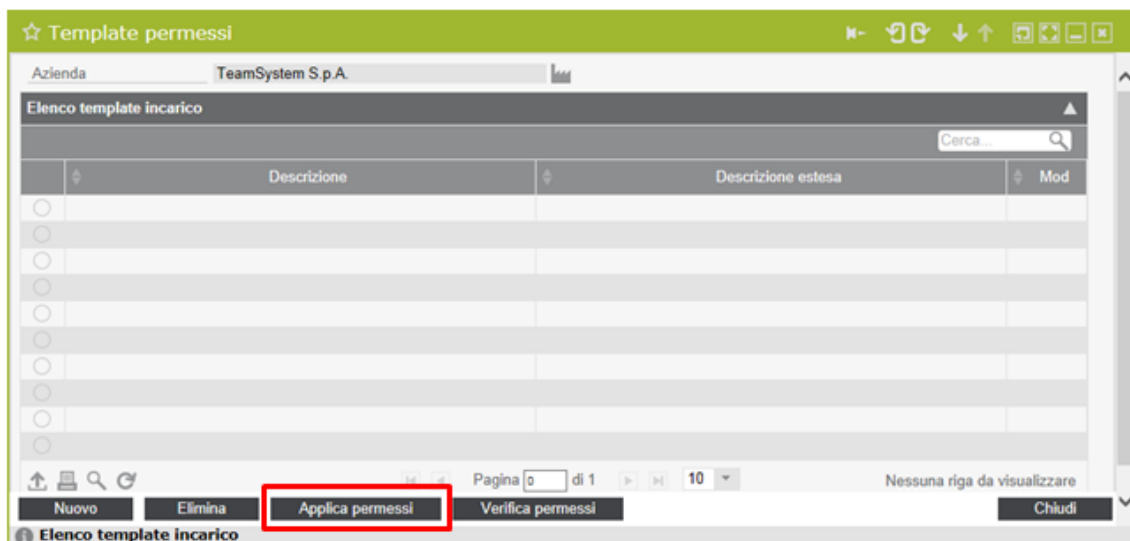 Template permessi
Azienda TeamSystem S.p.A.
Elenco template incarico
Cerca...
Descrizione Descrizione estesa Mod
Pagina 0 di 1 10 Nessuna riga da visualizzare
Nuovo Elimina Applica permessi Verifica permessi Chiudi
Elenco template incarico